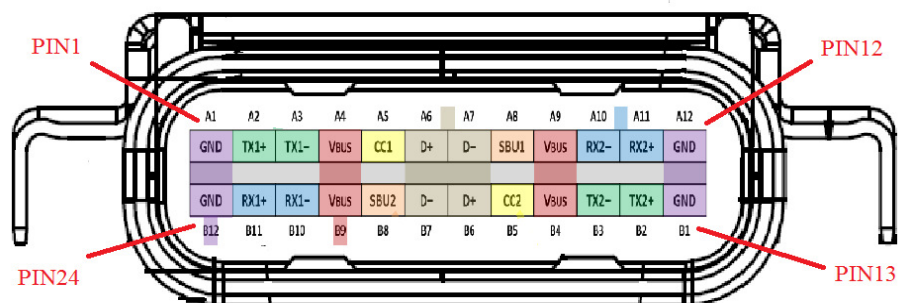 PIN1 PIN12
A1 A2 A3 A4 A5 A6 A7 A8 A9 A10 A11 A12
GND TX1+ TX1− VBUS CC1 D+ D− SBU1 VBUS RX2− RX2+ GND
GND RX1+ RX1− VBUS SBU2 D− D+ CC2 VBUS TX2− TX2+ GND
B12 B11 B10 B9 B8 B7 B6 B5 B4 B3 B2 B1
PIN24 PIN13